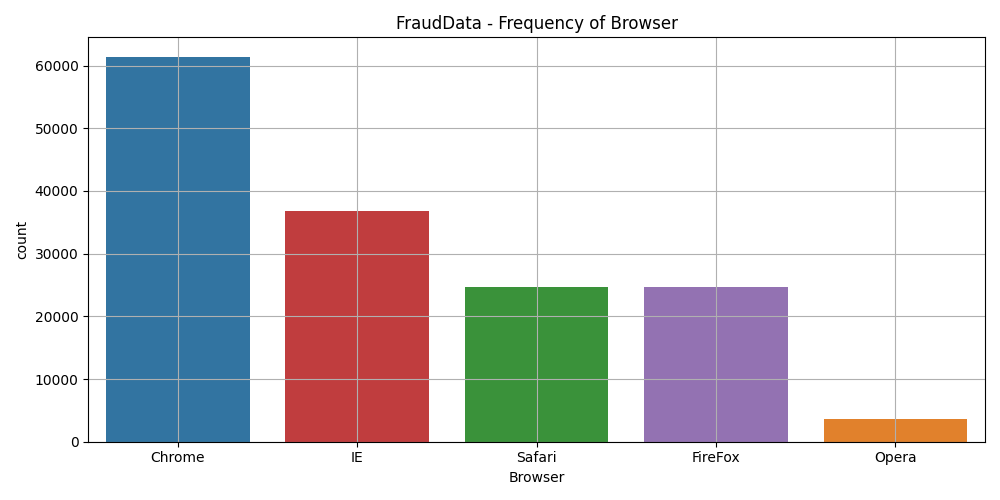 FraudData - Frequency of Browser
count
60000
50000
40000
30000
20000
10000
0
Chrome IE Safari FireFox Opera
Browser